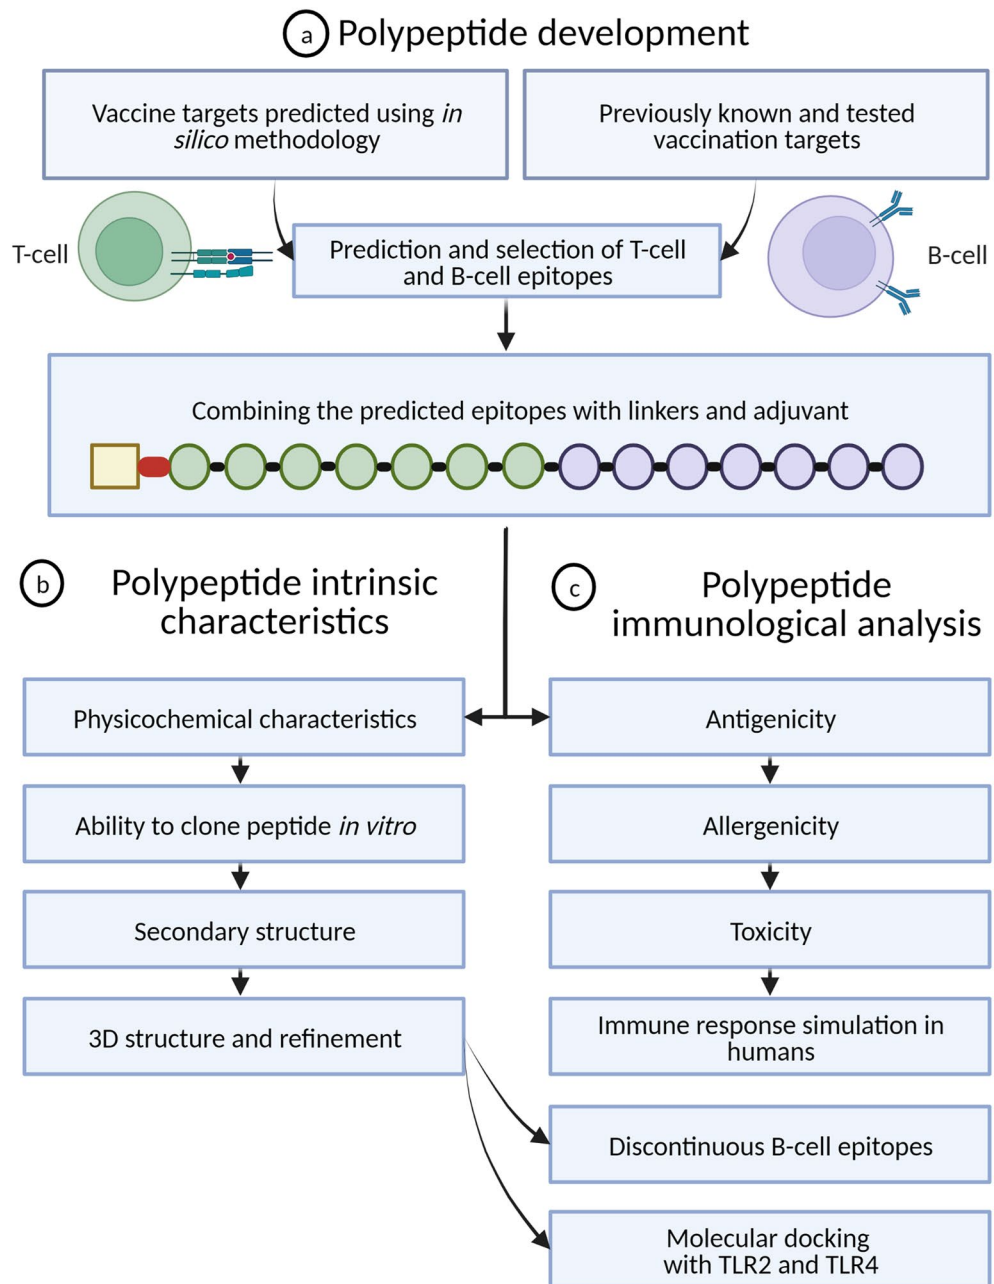 a Polypeptide development
Vaccine targets predicted using in
silico methodology
Previously known and tested
vaccination targets
T-cell
Prediction and selection of T-cell
and B-cell epitopes
B-cell
Combining the predicted epitopes with linkers and adjuvant
b Polypeptide intrinsic
characteristics
c Polypeptide
immunological analysis
Physicochemical characteristics
Ability to clone peptide in vitro
Secondary structure
3D structure and refinement
Antigenicity
Allergenicity
Toxicity
Immune response simulation in
humans
Discontinuous B-cell epitopes
Molecular docking
with TLR2 and TLR4